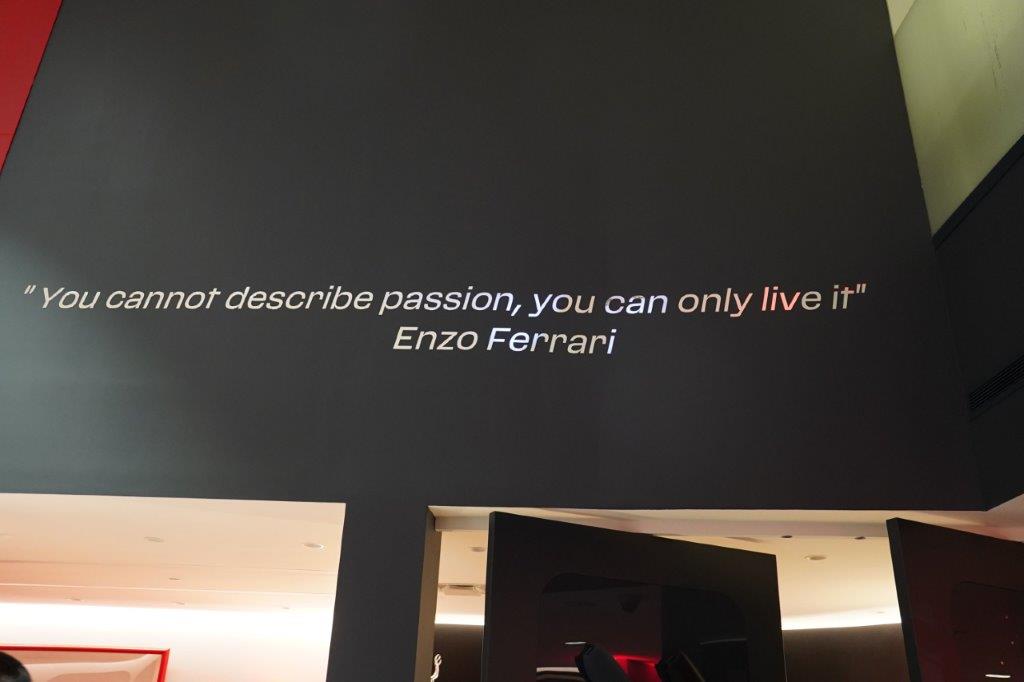 "You cannot describe passion, you can only live it"
Enzo Ferrari